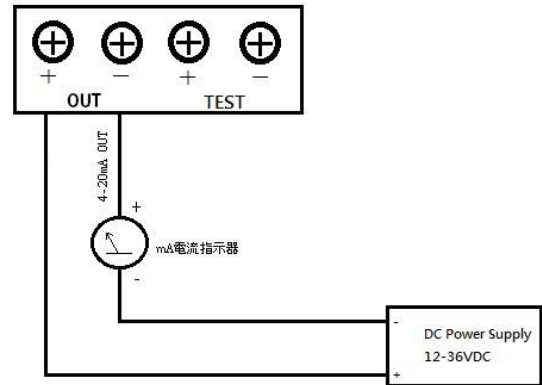 + - + -
OUT TEST
4-20mA OUT
+
mA電流指示器
-
-
DC Power Supply
12-36VDC
+